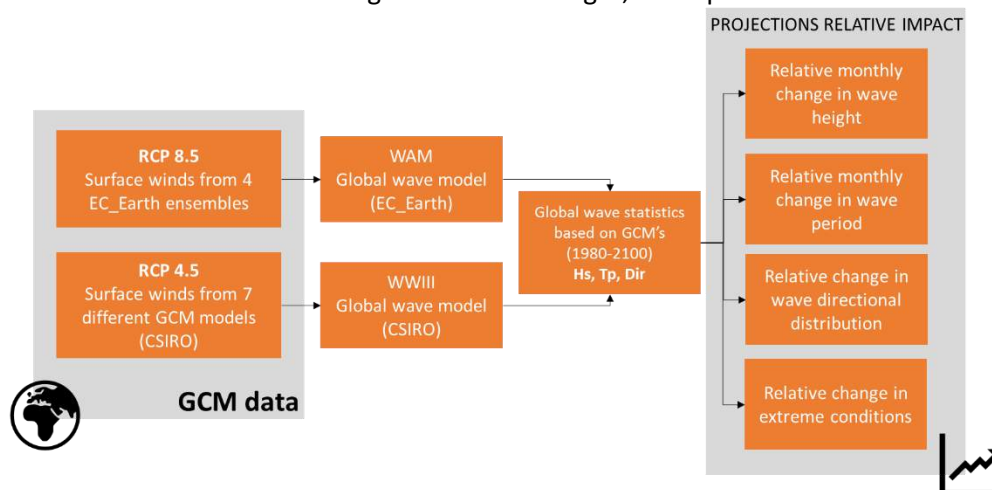 PROJECTIONS RELATIVE IMPACT
RCP 8.5
Surface winds from 4
EC_Earth ensembles
WAM
Global wave model
(EC_Earth)
RCP 4.5
Surface winds from 7
different GCM models
(CSIRO)
WWIII
Global wave model
(CSIRO)
GCM data
Global wave statistics
based on GCM's
(1980-2100)
Hs, Tp, Dir
Relative monthly
change in wave
height
Relative monthly
change in wave
period
Relative change in
wave directional
distribution
Relative change in
extreme conditions